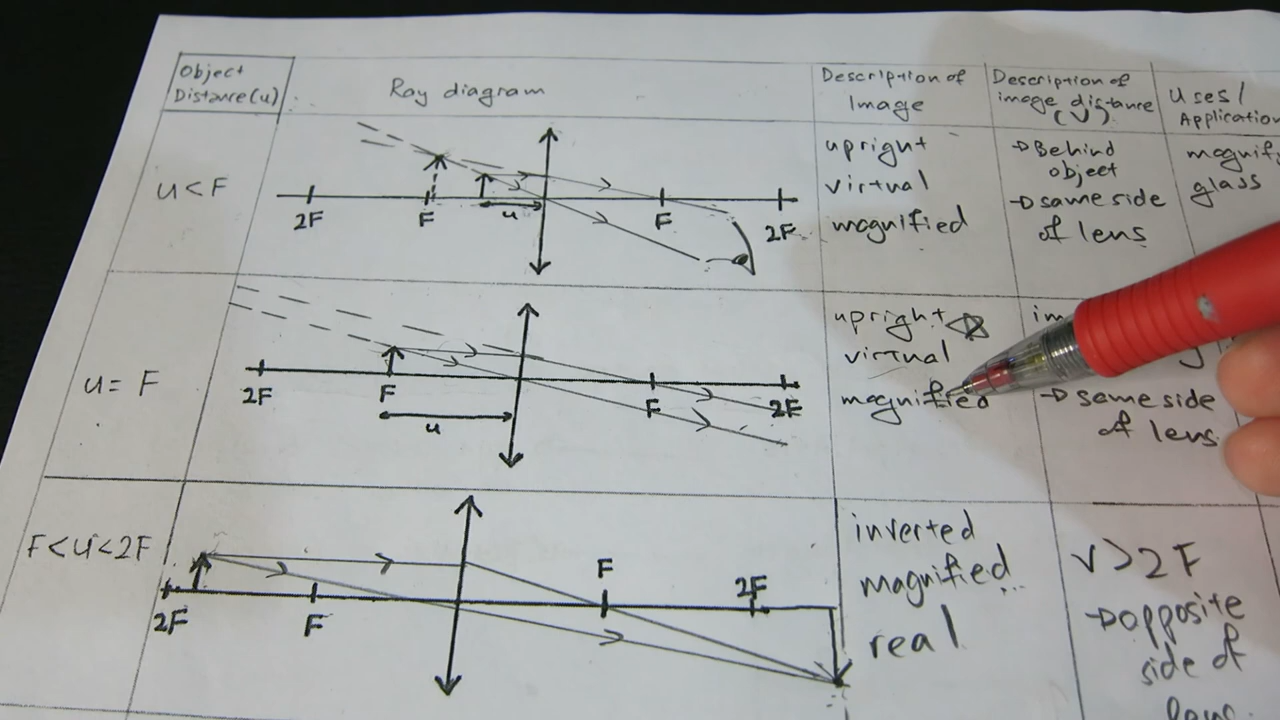 Object
Distance(u)
Ray diagram
Description of
Image
Description of
image distance
(V)
Uses/
Application
u<F
2F
F
u
F
2F
upright
virtual
magnified
→Behind
object
→same side
of lens
glass
u= F
2F
F
u
F
2F
upright
virtual
magnified
→ same side
of lens
F<u<2F
2F
F
F
2F
inverted
magnified
real
V>2F
→opposite
side of
lens